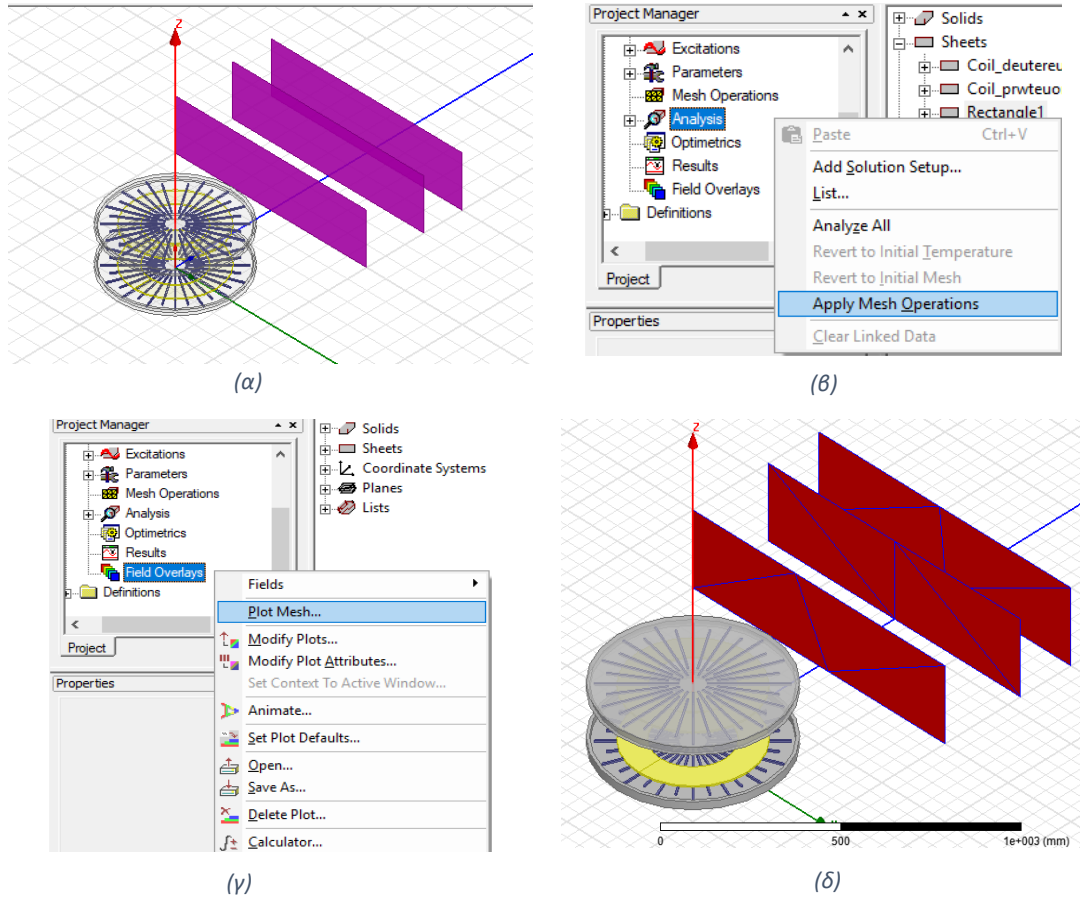 z
(α)
Project Manager
Excitations
Parameters
Mesh Operations
Analysis
Optimetrics
Results
Field Overlays
Definitions
Project
Properties
Solids
Sheets
Coil_deutereu
Coil_prwteuo
Rectangle1
Paste Ctrl+V
Add Solution Setup...
List...
Analyze All
Revert to Initial Temperature
Revert to Initial Mesh
Apply Mesh Operations
Clear Linked Data
(β)
Project Manager
Excitations
Parameters
Mesh Operations
Analysis
Optimetrics
Results
Field Overlays
Definitions
Project
Properties
Solids
Sheets
Coordinate Systems
Planes
Lists
Fields
Plot Mesh...
Modify Plots...
Modify Plot Attributes...
Set Context To Active Window...
Animate...
Set Plot Defaults...
Open...
Save As...
Delete Plot...
Calculator...
(γ)
z
0 500 1e+003 (mm)
(δ)